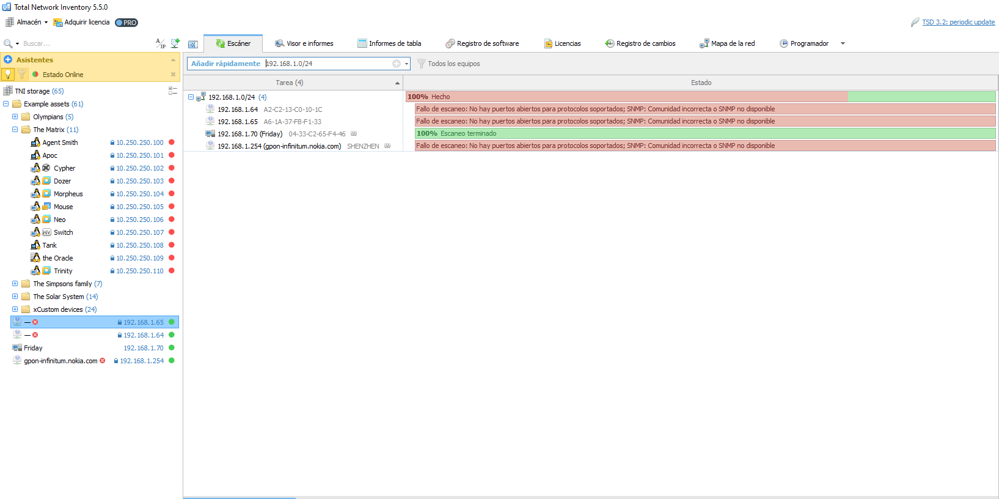 Total Network Inventory 5.5.0
Almacén Adquirir licencia PRO TSD 3.2: periodic update
Buscar... A/IP Escáner Visor e informes Informes de tabla Registro de software Licencias Registro de cambios Mapa de la red Programador
Asistentes
Estado Online
Añadir rápidamente 192.168.1.0/24 Todos los equipos
TNI storage (65)
Example assets (61)
Olympians (5)
The Matrix (11)
Agent Smith 10.250.250.100
Apoc 10.250.250.101
Cypher 10.250.250.102
Dozer 10.250.250.103
Morpheus 10.250.250.104
Mouse 10.250.250.105
Neo 10.250.250.106
HV Switch 10.250.250.107
Tank 10.250.250.108
the Oracle 10.250.250.109
Trinity 10.250.250.110
The Simpsons family (7)
The Solar System (14)
xCustom devices (24)
— 192.168.1.65
— 192.168.1.64
Friday 192.168.1.70
gpon-infinitum.nokia.com 192.168.1.254
Tarea (4) Estado
192.168.1.0/24 (4) 100% Hecho
192.168.1.64 A2-C2-13-C0-10-1C Fallo de escaneo: No hay puertos abiertos para protocolos soportados; SNMP: Comunidad incorrecta o SNMP no disponible
192.168.1.65 A6-1A-37-FB-F1-33 Fallo de escaneo: No hay puertos abiertos para protocolos soportados; SNMP: Comunidad incorrecta o SNMP no disponible
192.168.1.70 (Friday) 04-33-C2-65-F4-46 100% Escaneo terminado
192.168.1.254 (gpon-infinitum.nokia.com) SHENZHEN Fallo de escaneo: No hay puertos abiertos para protocolos soportados; SNMP: Comunidad incorrecta o SNMP no disponible